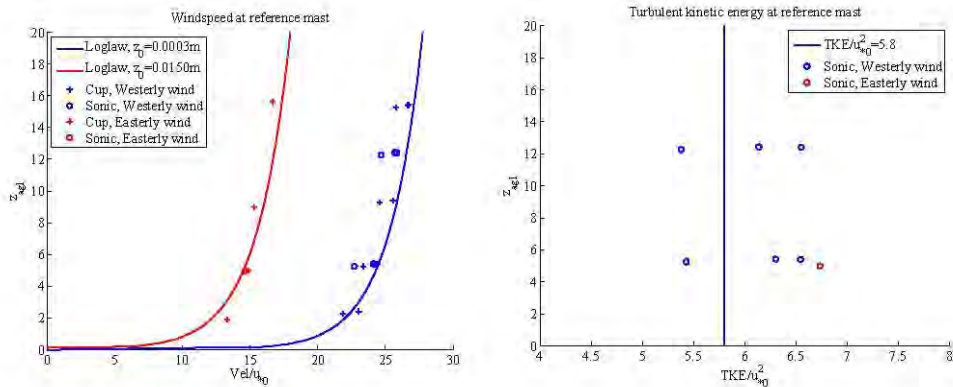 Windspeed at reference mast
Loglaw, z0=0.0003m
Loglaw, z0=0.0150m
Cup, Westerly wind
Sonic, Westerly wind
Cup, Easterly wind
Sonic, Easterly wind
20
18
16
14
12
10
8
6
4
2
0
zagl
0
5
10
15
20
25
30
Vel/u*0
Turbulent kinetic energy at reference mast
TKE/u*0²=5.8
Sonic, Westerly wind
Sonic, Easterly wind
20
18
16
14
12
10
8
6
4
2
0
zagl
4
4.5
5
5.5
6
6.5
7
7.5
8
TKE/u*0²